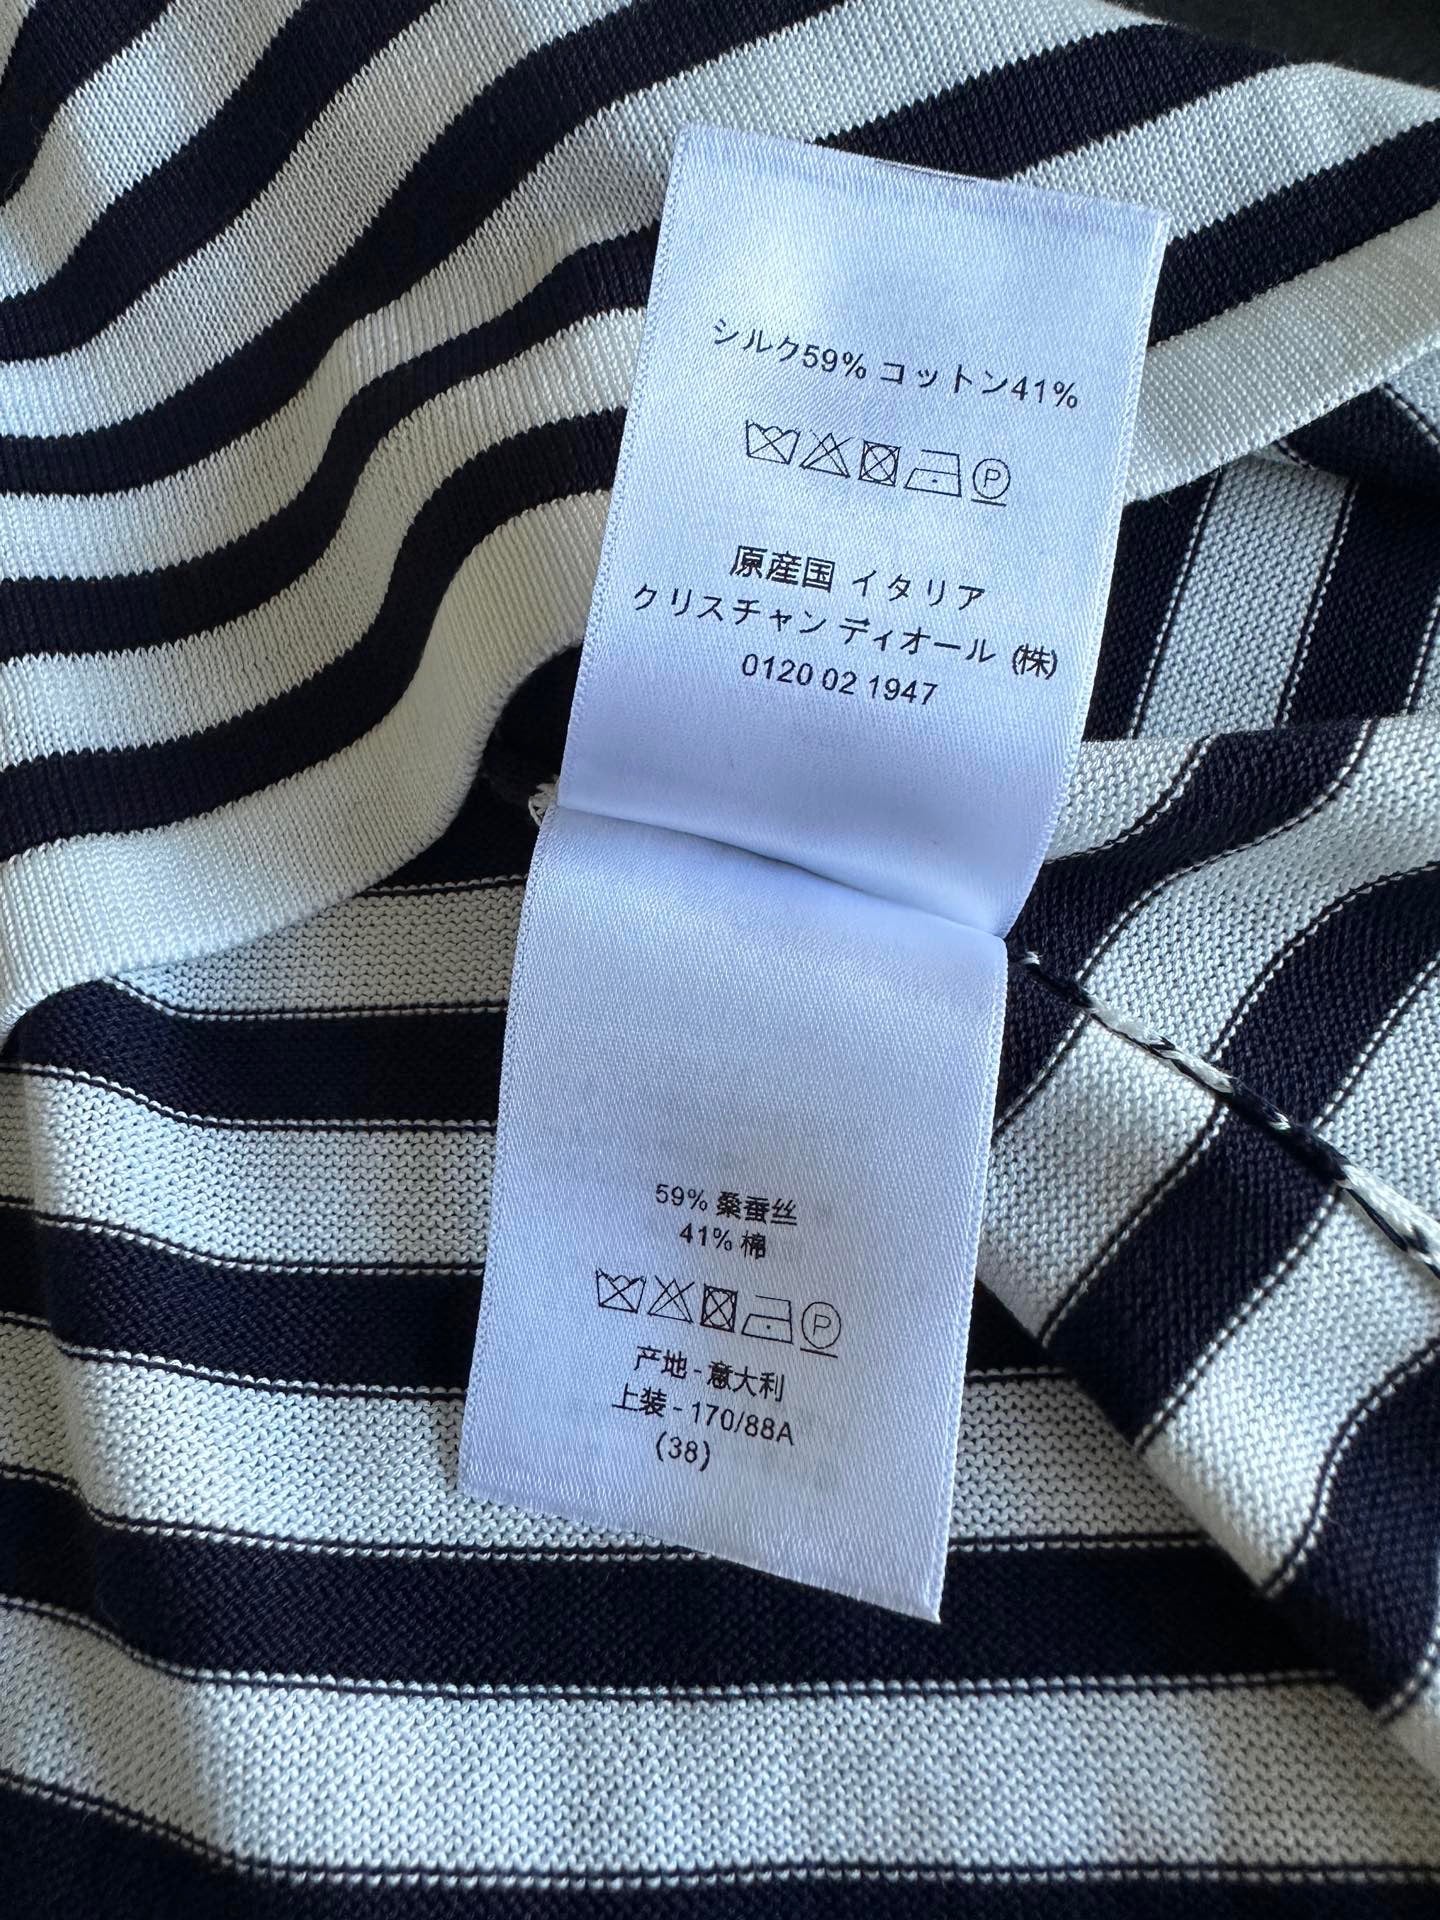 シルク59% コットン41%
P
原産国 イタリア
クリスチャン ディオール (株)
0120 02 1947
59% 桑蚕丝
41% 棉
P
产地 - 意大利
上装 - 170/88A
(38)